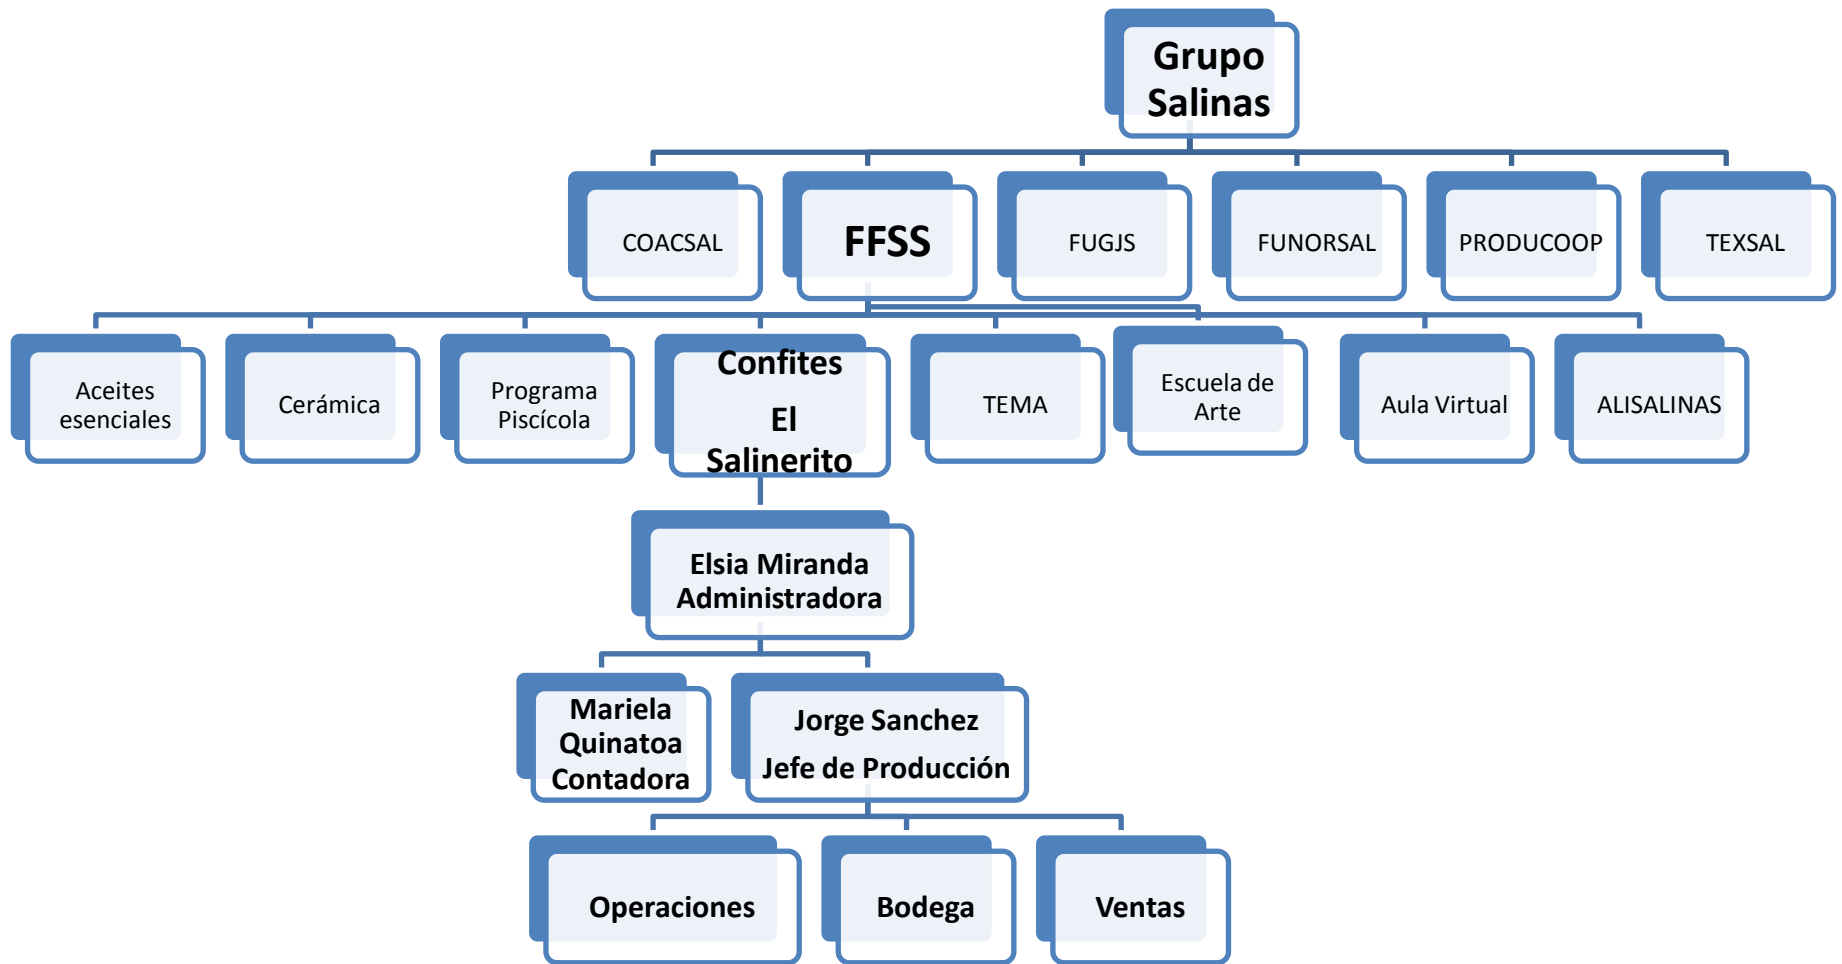 Grupo
Salinas
COACSAL
FFSS
FUGJS
FUNORSAL
PRODUCOOP
TEXSAL
Aceites
esenciales
Cerámica
Programa
Piscícola
Confites
El
Salinerito
TEMA
Escuela de
Arte
Aula Virtual
ALISALINAS
Elsia Miranda
Administradora
Mariela
Quinatoa
Contadora
Jorge Sanchez
Jefe de Producción
Operaciones
Bodega
Ventas